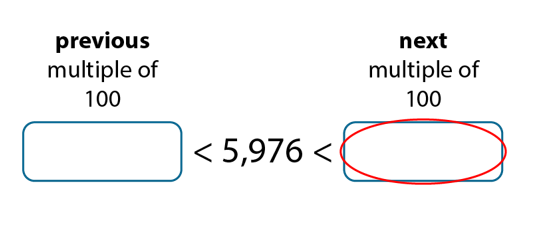 previous
multiple of
100
next
multiple of
100
< 5,976 <